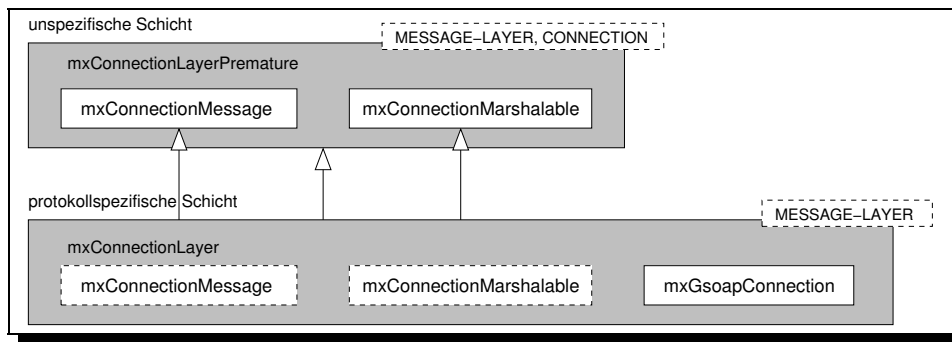 unspezifische Schicht
MESSAGE–LAYER, CONNECTION
mxConnectionLayerPremature
mxConnectionMessage
mxConnectionMarshalable
protokollspezifische Schicht
MESSAGE–LAYER
mxConnectionLayer
mxConnectionMessage
mxConnectionMarshalable
mxGsoapConnection